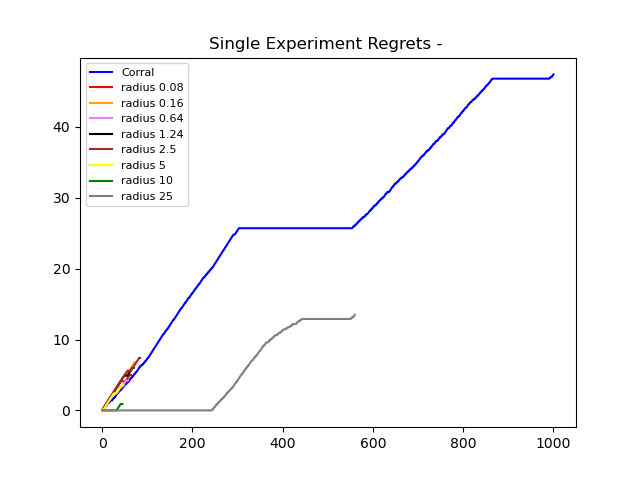 Single Experiment Regrets -
Corral
radius 0.08
radius 0.16
radius 0.64
radius 1.24
radius 2.5
radius 5
radius 10
radius 25
40
30
20
10
0
0 200 400 600 800 1000